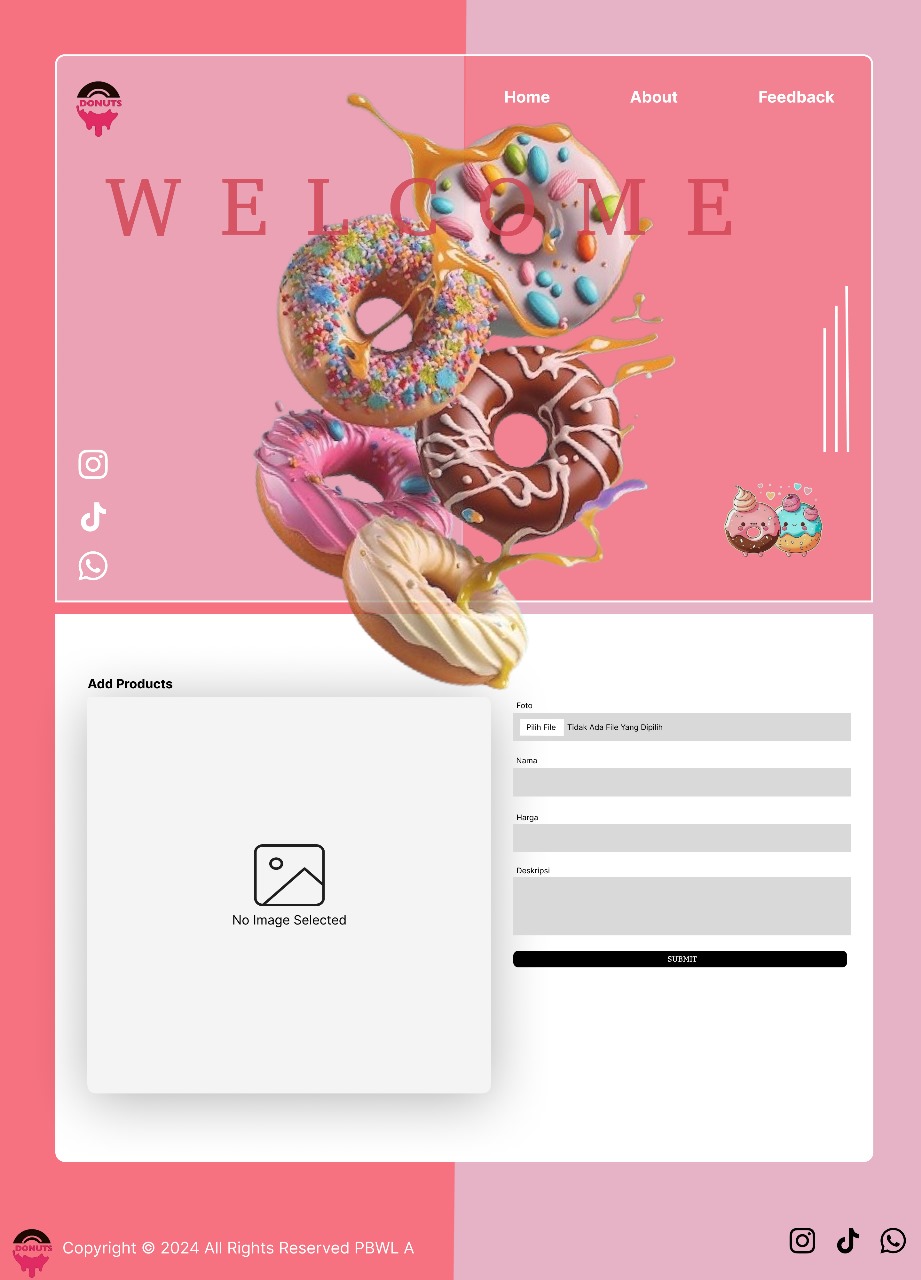 DONUTS
Home About Feedback
WELCOME
Add Products
Foto
Pilih File Tidak Ada File Yang Dipilih
Nama
Harga
Deskripsi
No Image Selected
SUBMIT
DONUTS
Copyright © 2024 All Rights Reserved PBWL A